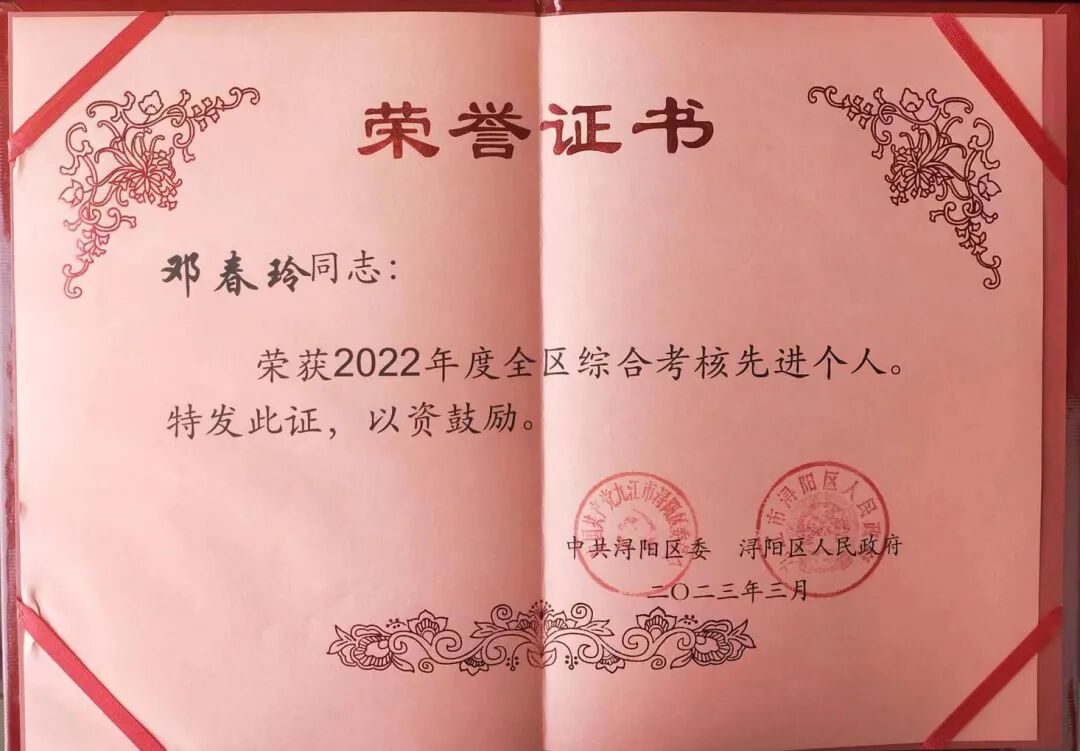 荣誉证书
邓春玲同志：
荣获2022年度全区综合考核先进个人。
特发此证，以资鼓励。
中共浔阳区委 浔阳区人民政府
二〇二三年三月